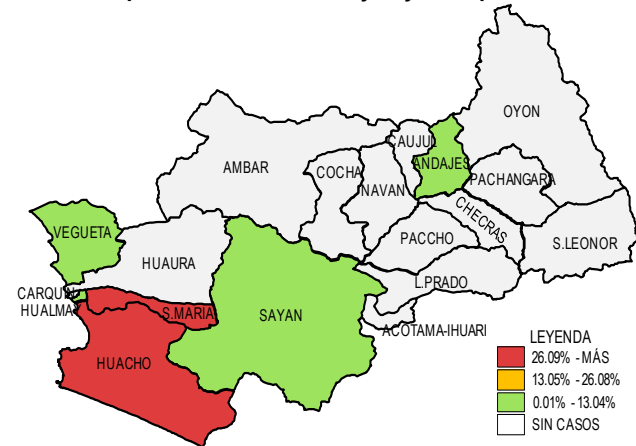 OYON
CAUJUL
ANDAJES
AMBAR
COCHA
NAVAN
PACHANGARA
CHECRAS
VEGUETA
PACCHO
S.LEONOR
HUAURA
L.PRADO
CARQUIN
HUALMA
S.MARIA
SAYAN
ACOTAMA-IHUARI
HUACHO
LEYENDA
26.09% - MÁS
13.05% - 26.08%
0.01% - 13.04%
SIN CASOS